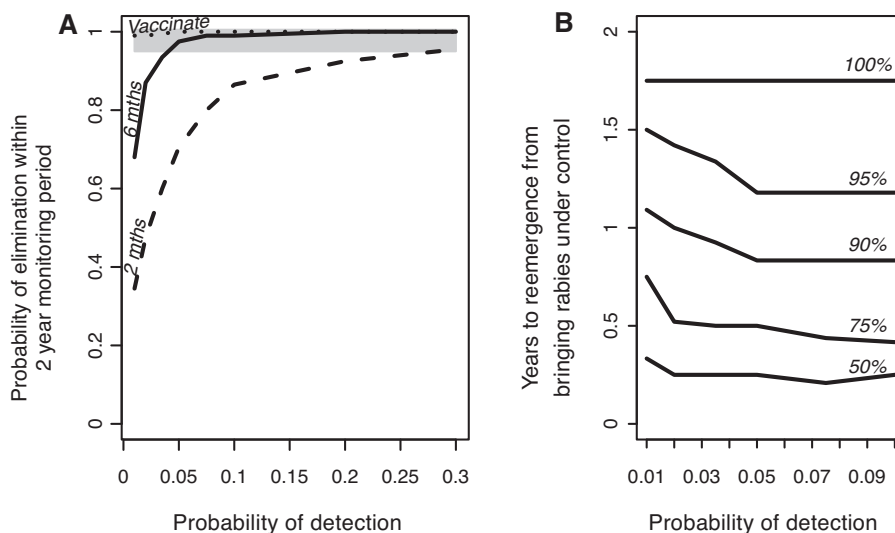 A
Probability of elimination within
2 year monitoring period
0
0.2
0.4
0.6
0.8
1
Vaccinate
6 mths
2 mths
0
0.05
0.1
0.15
0.2
0.25
0.3
Probability of detection
B
Years to reemergence from
bringing rabies under control
0
0.5
1
1.5
2
100%
95%
90%
75%
50%
0.01
0.03
0.05
0.07
0.09
Probability of detection